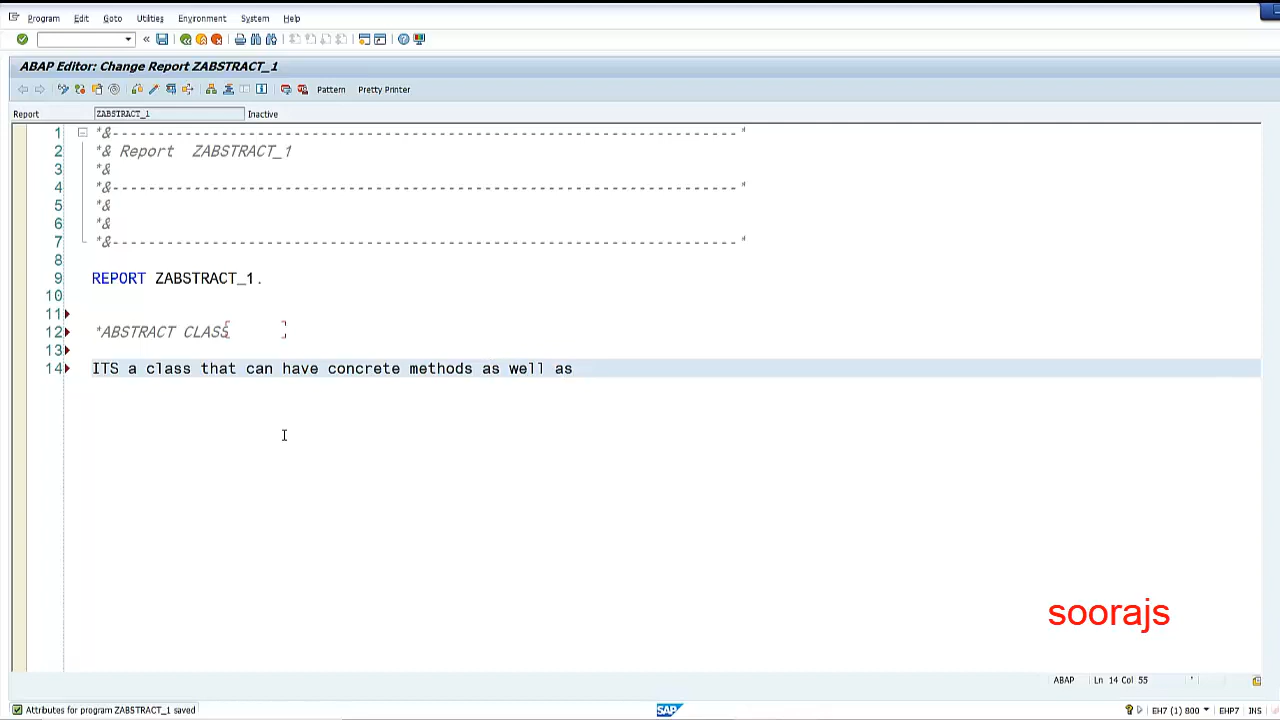 Program Edit Goto Utilities Environment System Help
ABAP Editor: Change Report ZABSTRACT_1
Pattern Pretty Printer
Report ZABSTRACT_1 Inactive
1 *&---------------------------------------------------------------------*
2 *& Report ZABSTRACT_1
3 *&
4 *&---------------------------------------------------------------------*
5 *&
6 *&
7 *&---------------------------------------------------------------------*
8
9 REPORT ZABSTRACT_1.
10
11
12 *ABSTRACT CLASS
13
14 ITS a class that can have concrete methods as well as
soorajs
ABAP Ln 14 Col 55
Attributes for program ZABSTRACT_1 saved
SAP
EH7 (1) 800 EHP7 INS